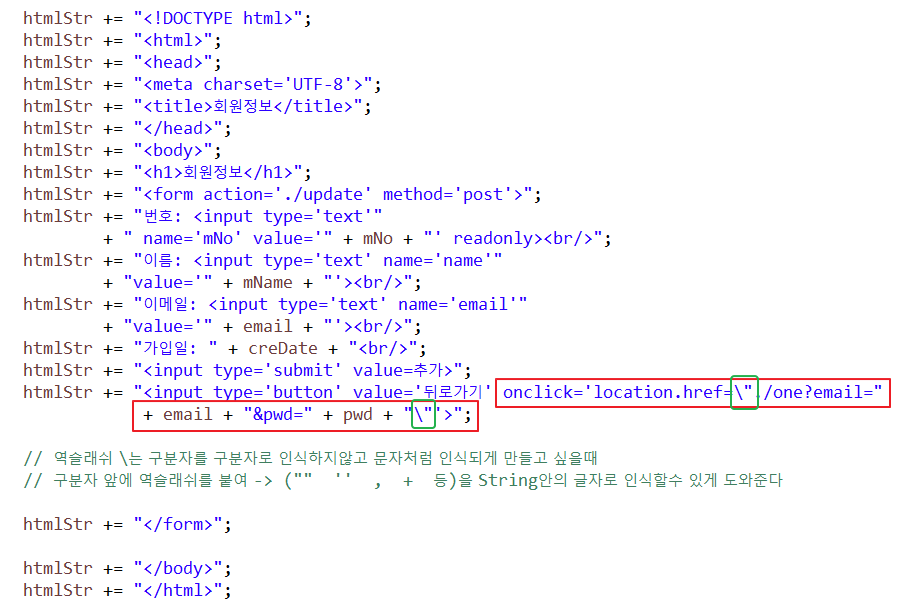 htmlStr += "<!DOCTYPE html>";
htmlStr += "<html>";
htmlStr += "<head>";
htmlStr += "<meta charset='UTF-8'>";
htmlStr += "<title>회원정보</title>";
htmlStr += "</head>";
htmlStr += "<body>";
htmlStr += "<h1>회원정보</h1>";
htmlStr += "<form action='./update' method='post'>";
htmlStr += "번호: <input type='text'"
+ " name='mNo' value='" + mNo + "' readonly><br/>";
htmlStr += "이름: <input type='text' name='name'"
+ "value='" + mName + "'><br/>";
htmlStr += "이메일: <input type='text' name='email'"
+ "value='" + email + "'><br/>";
htmlStr += "가입일: " + creDate + "<br/>";
htmlStr += "<input type='submit' value=추가>";
htmlStr += "<input type='button' value='뒤로가기' onclick='location.href=\"./one?email="
+ email + "&pwd=" + pwd + "\"'>";
// 역슬래쉬 \는 구분자를 구분자로 인식하지않고 문자처럼 인식되게 만들고 싶을때
// 구분자 앞에 역슬래쉬를 붙여 -> ("" '' , + 등)을 String안의 글자로 인식할수 있게 도와준다
htmlStr += "</form>";
htmlStr += "</body>";
htmlStr += "</html>";